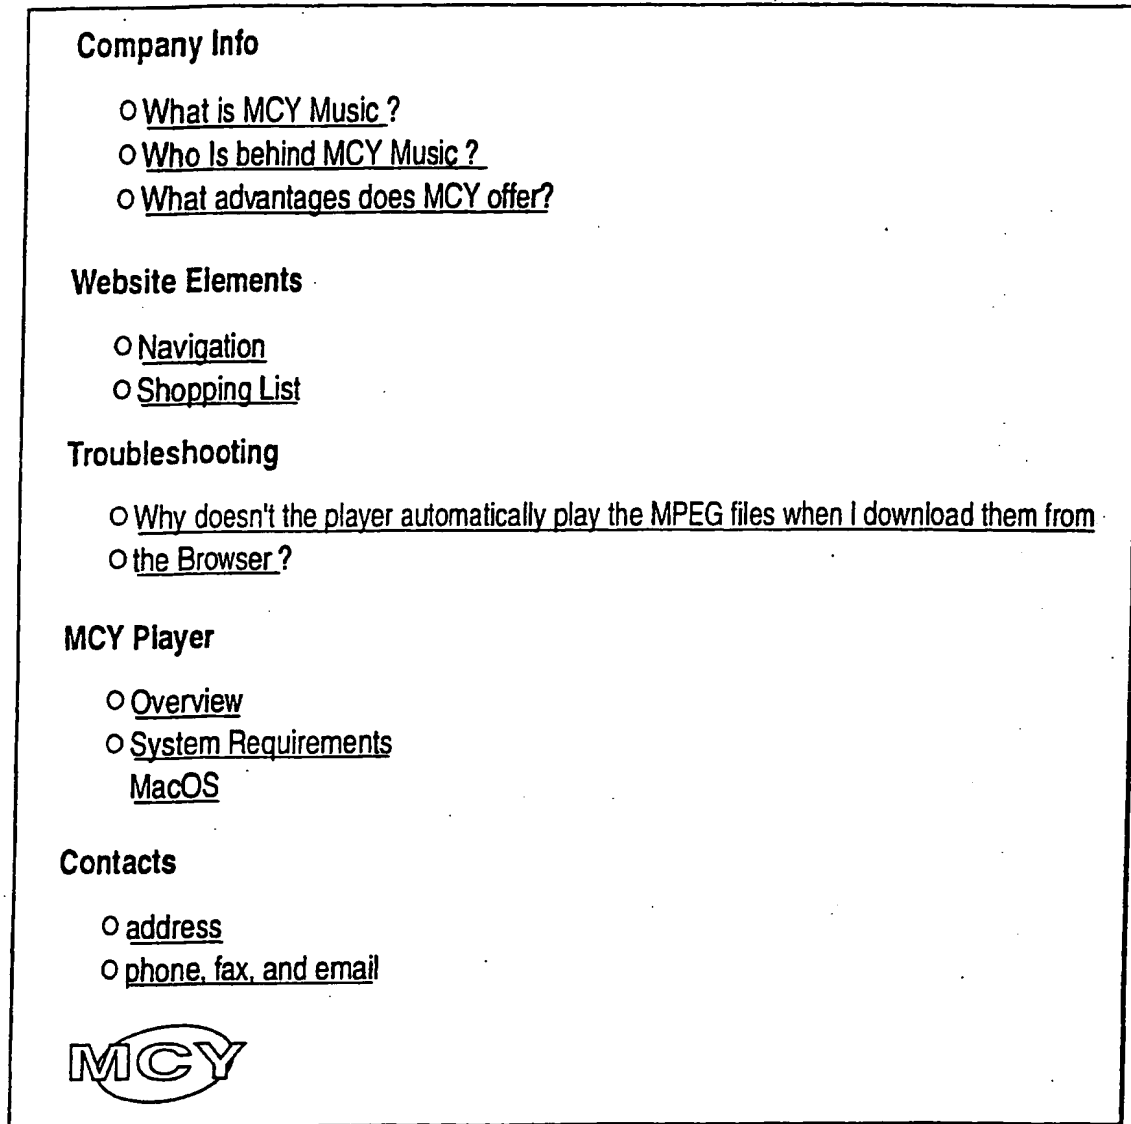 Company Info
O What is MCY Music ?
O Who Is behind MCY Music ?
O What advantages does MCY offer?
Website Elements
O Navigation
O Shopping List
Troubleshooting
O Why doesn't the player automatically play the MPEG files when I download them from
O the Browser ?
MCY Player
O Overview
O System Requirements
MacOS
Contacts
O address
O phone, fax, and email
MCY